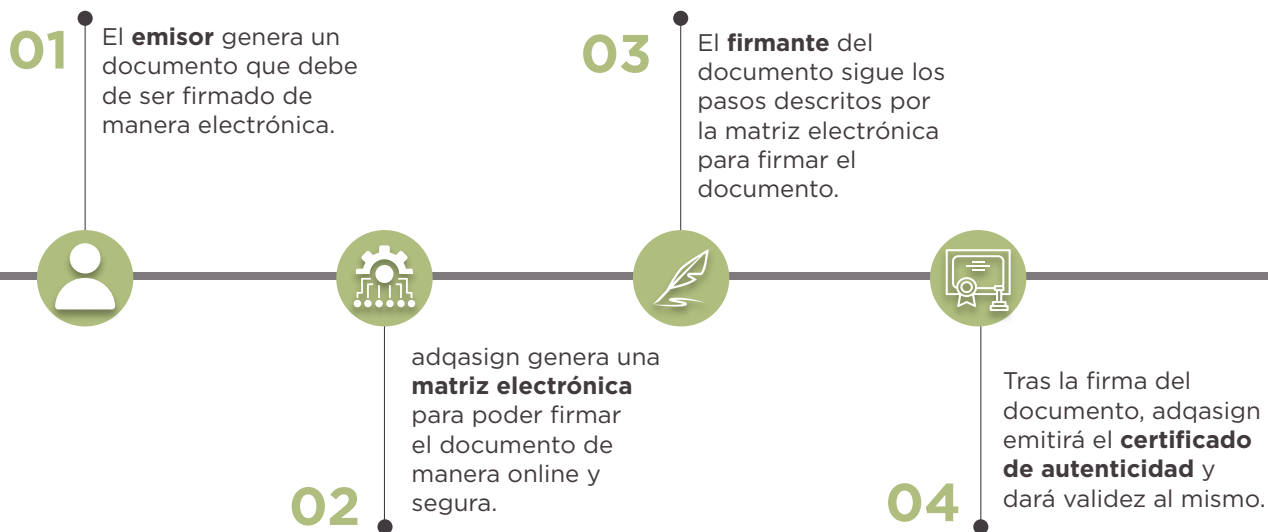 01
El emisor genera un
documento que debe
de ser firmado de
manera electrónica.
02
adqasign genera una
matriz electrónica
para poder firmar
el documento de
manera online y
segura.
03
El firmante del
documento sigue los
pasos descritos por
la matriz electrónica
para firmar el
documento.
04
Tras la firma del
documento, adqasign
emitirá el certificado
de autenticidad y
dará validez al mismo.